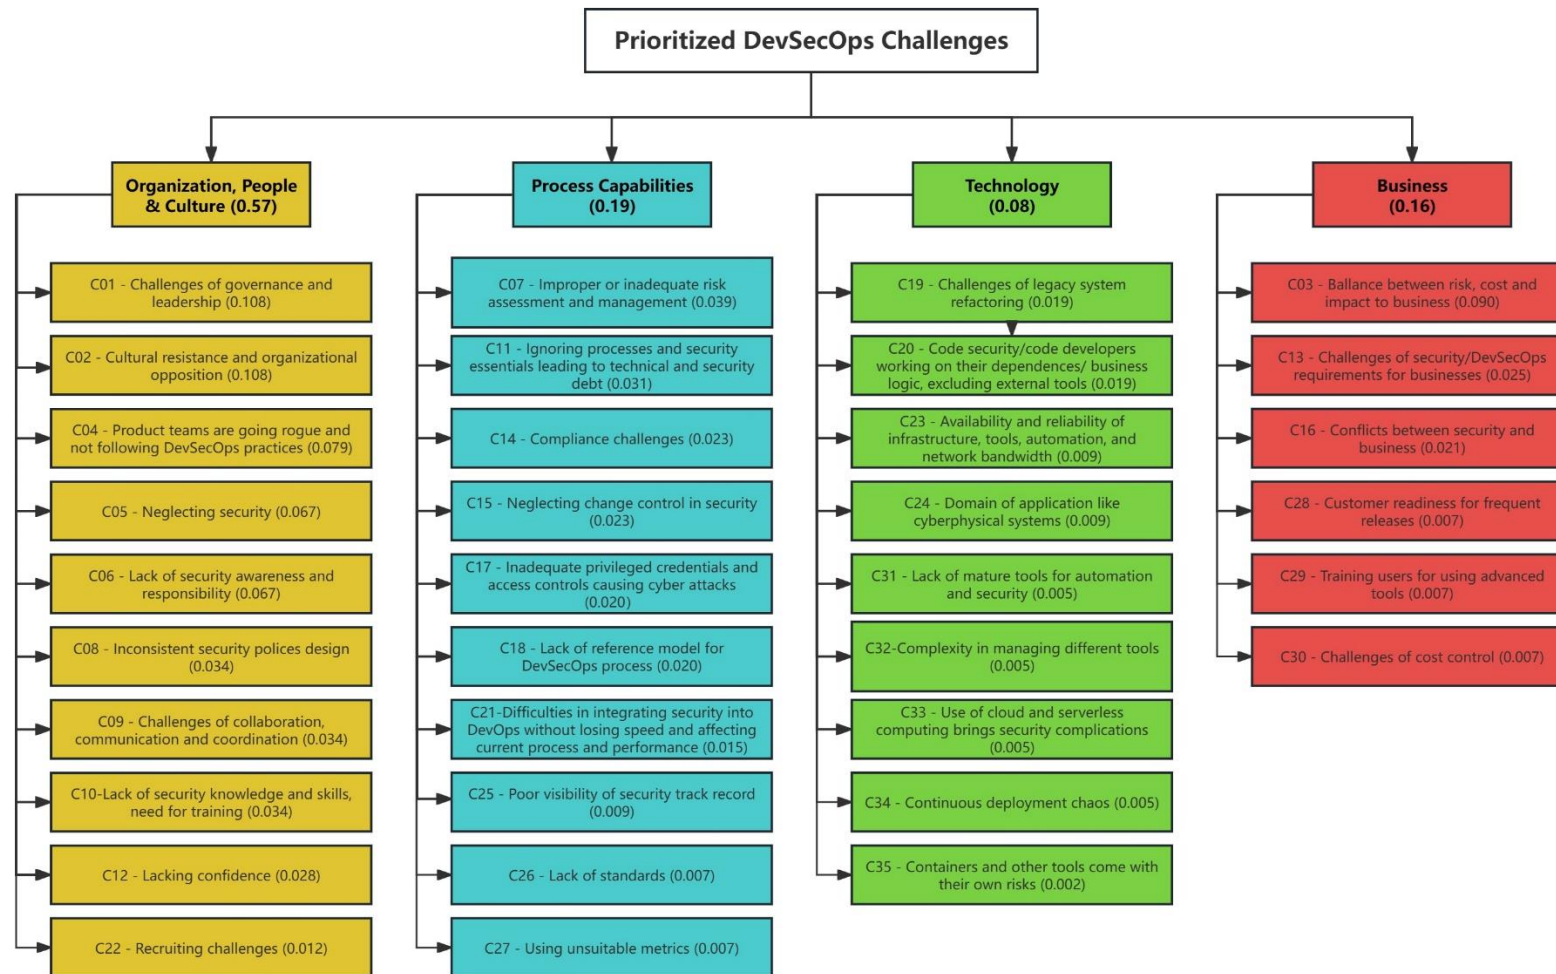 Prioritized DevSecOps Challenges
Organization, People
& Culture (0.57)
C01 - Challenges of governance and
leadership (0.108)
C02 - Cultural resistance and organizational
opposition (0.108)
C04 - Product teams are going rogue and
not following DevSecOps practices (0.079)
C05 - Neglecting security (0.067)
C06 - Lack of security awareness and
responsibility (0.067)
C08 - Inconsistent security polices design
(0.034)
C09 - Challenges of collaboration,
communication and coordination (0.034)
C10-Lack of security knowledge and skills,
need for training (0.034)
C12 - Lacking confidence (0.028)
C22 - Recruiting challenges (0.012)
Process Capabilities
(0.19)
C07 - Improper or inadequate risk
assessment and management (0.039)
C11 - Ignoring processes and security
essentials leading to technical and security
debt (0.031)
C14 - Compliance challenges (0.023)
C15 - Neglecting change control in security
(0.023)
C17 - Inadequate privileged credentials and
access controls causing cyber attacks
(0.020)
C18 - Lack of reference model for
DevSecOps process (0.020)
C21-Difficulties in integrating security into
DevOps without losing speed and affecting
current process and performance (0.015)
C25 - Poor visibility of security track record
(0.009)
C26 - Lack of standards (0.007)
C27 - Using unsuitable metrics (0.007)
Technology
(0.08)
C19 - Challenges of legacy system
refactoring (0.019)
C20 - Code security/code developers
working on their dependences/ business
logic, excluding external tools (0.019)
C23 - Availability and reliability of
infrastructure, tools, automation, and
network bandwidth (0.009)
C24 - Domain of application like
cyberphysical systems (0.009)
C31 - Lack of mature tools for automation
and security (0.005)
C32-Complexity in managing different tools
(0.005)
C33 - Use of cloud and serverless
computing brings security complications
(0.005)
C34 - Continuous deployment chaos (0.005)
C35 - Containers and other tools come with
their own risks (0.002)
Business
(0.16)
C03 - Ballance between risk, cost and
impact to business (0.090)
C13 - Challenges of security/DevSecOps
requirements for businesses (0.025)
C16 - Conflicts between security and
business (0.021)
C28 - Customer readiness for frequent
releases (0.007)
C29 - Training users for using advanced
tools (0.007)
C30 - Challenges of cost control (0.007)